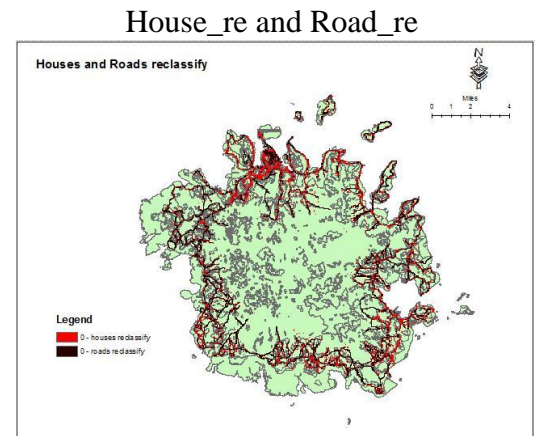 House_re and Road_re
Houses and Roads reclassify
N
Miles
0 1 2 4
Legend
0 - houses reclassify
0 - roads reclassify